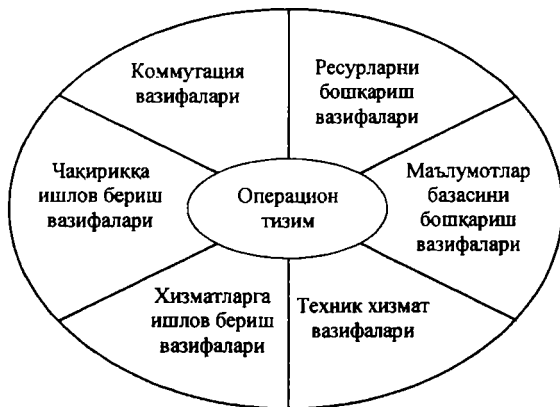 Коммутация
вазифалари
Ресурларни
бошқариш
вазифалари
Чақириққа
ишлов бериш
вазифалари
Операцион
тизим
Маълумотлар
базасини
бошқариш
вазифалари
Хизматларга
ишлов бериш
вазифалари
Техник хизмат
вазифалари